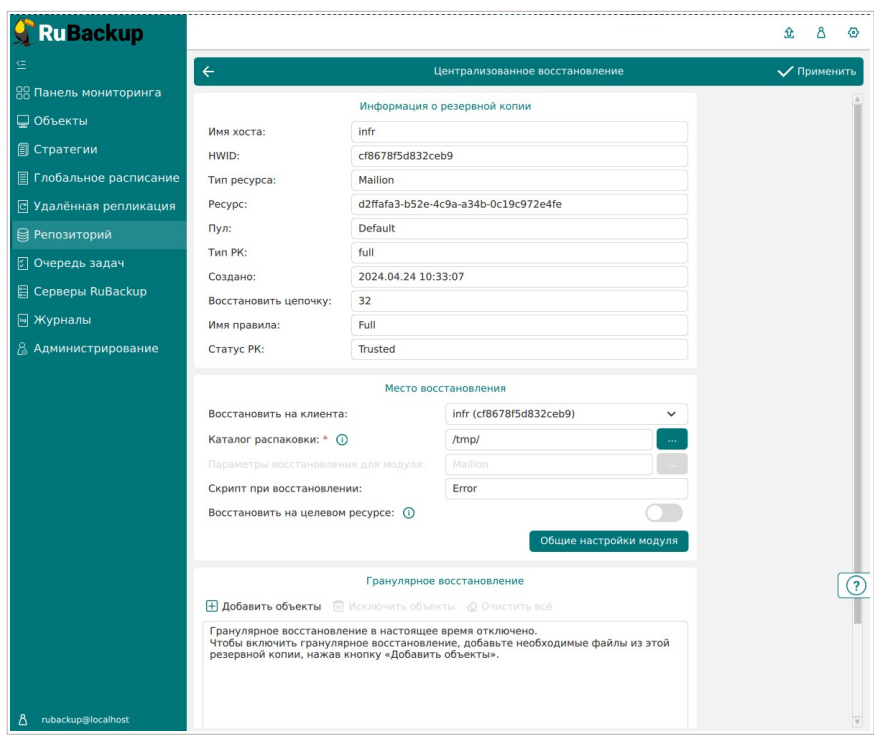 RuBackup
Централизованное восстановление
Применить
Панель мониторинга
Объекты
Стратегии
Глобальное расписание
Удалённая репликация
Репозиторий
Очередь задач
Серверы RuBackup
Журналы
Администрирование
rubackup@localhost
Информация о резервной копии
Имя хоста: infr
HWID: cf8678f5d832ceb9
Тип ресурса: Mailion
Ресурс: d2ffafa3-b52e-4c9a-a34b-0c19c972e4fe
Пул: Default
Тип РК: full
Создано: 2024.04.24 10:33:07
Восстановить цепочку: 32
Имя правила: Full
Статус РК: Trusted
Место восстановления
Восстановить на клиента: infr (cf8678f5d832ceb9)
Каталог распаковки: * /tmp/ ...
Параметры восстановления для модуля: Mailion ...
Скрипт при восстановлении: Error
Восстановить на целевом ресурсе:
Общие настройки модуля
Гранулярное восстановление
Добавить объекты Исключить объекты Очистить всё
Гранулярное восстановление в настоящее время отключено.
Чтобы включить гранулярное восстановление, добавьте необходимые файлы из этой
резервной копии, нажав кнопку «Добавить объекты».
?